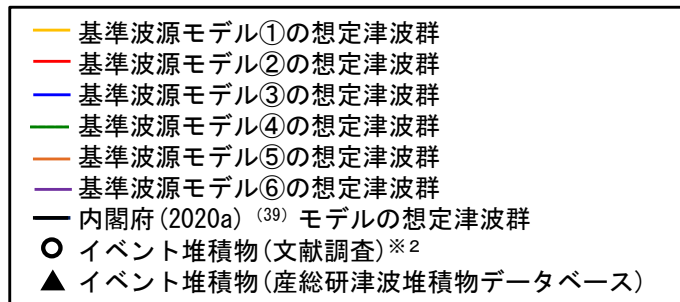 基準波源モデル①の想定津波群
基準波源モデル②の想定津波群
基準波源モデル③の想定津波群
基準波源モデル④の想定津波群
基準波源モデル⑤の想定津波群
基準波源モデル⑥の想定津波群
内閣府(2020a)(39)モデルの想定津波群
イベント堆積物(文献調査)※2
イベント堆積物(産総研津波堆積物データベース)